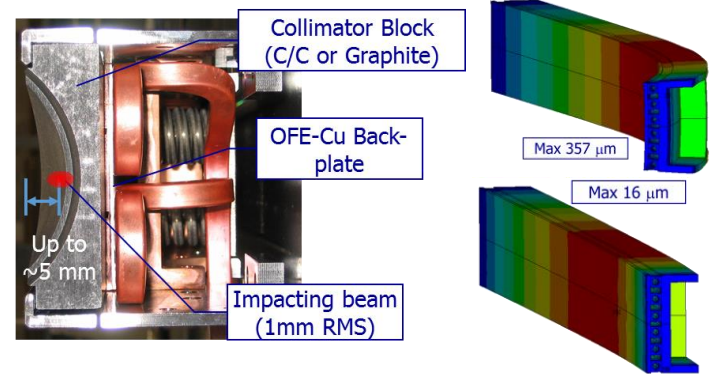 Collimator Block
(C/C or Graphite)
OFE-Cu Back-
plate
Up to
~5 mm
Impacting beam
(1mm RMS)
Max 357 μm
Max 16 μm